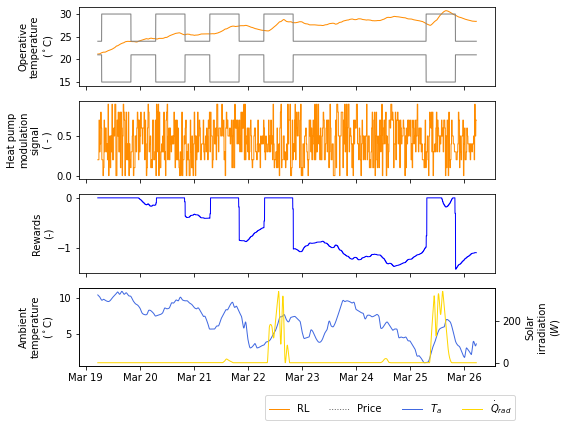 Operative
temperature
(°C)
30
25
20
15
Heat pump
modulation
signal
( - )
0.5
0.0
Rewards
(-)
0
−1
Ambient
temperature
(°C)
10
5
Solar
irradiation
(W)
200
0
Mar 19 Mar 20 Mar 21 Mar 22 Mar 23 Mar 24 Mar 25 Mar 26
RL Price T_a Q̇_rad